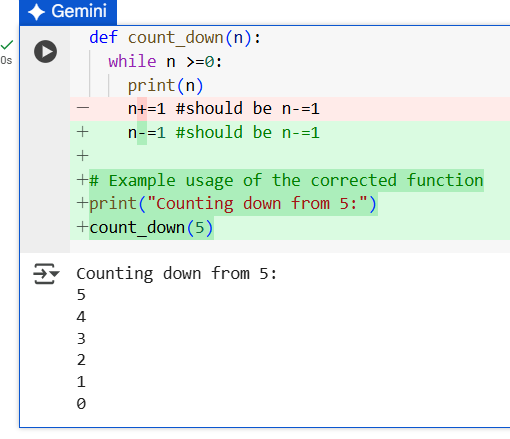 Gemini
0s
def count_down(n):
while n >=0:
print(n)
- n+=1 #should be n-=1
+ n-=1 #should be n-=1
+
+# Example usage of the corrected function
+print("Counting down from 5:")
+count_down(5)
Counting down from 5:
5
4
3
2
1
0